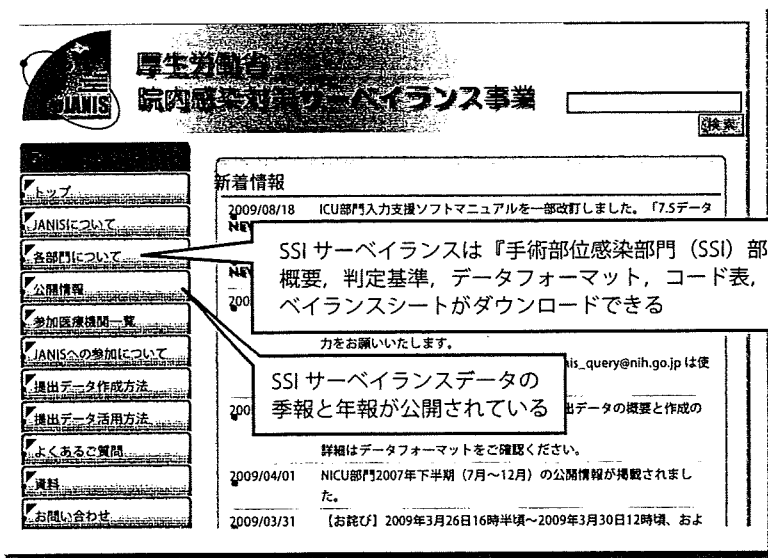 JANIS
厚生労働省
院内感染対策サーベイランス事業
検索
トップ
JANISについて
各部門について
公開情報
参加医療機関一覧
JANISへの参加について
提出データ作成方法
提出データ活用方法
よくあるご質問
資料
お問い合わせ
新着情報
2009/08/18 ICU部門入力支援ソフトマニュアルを一部改訂しました。「7.5データ
NEW
SSI サーベイランスは『手術部位感染部門（SSI）部
概要，判定基準，データフォーマット，コード表，
ベイランスシートがダウンロードできる
NEW
200
力をお願いいたします。
nis_query@nih.go.jp は使
SSI サーベイランスデータの
季報と年報が公開されている
200
出データの概要と作成の
詳細はデータフォーマットをご確認ください。
2009/04/01 NICU部門2007年下半期（7月～12月）の公開情報が掲載されまし
た。
2009/03/31 【お詫び】2009年3月26日16時半頃～2009年3月30日12時頃、およ